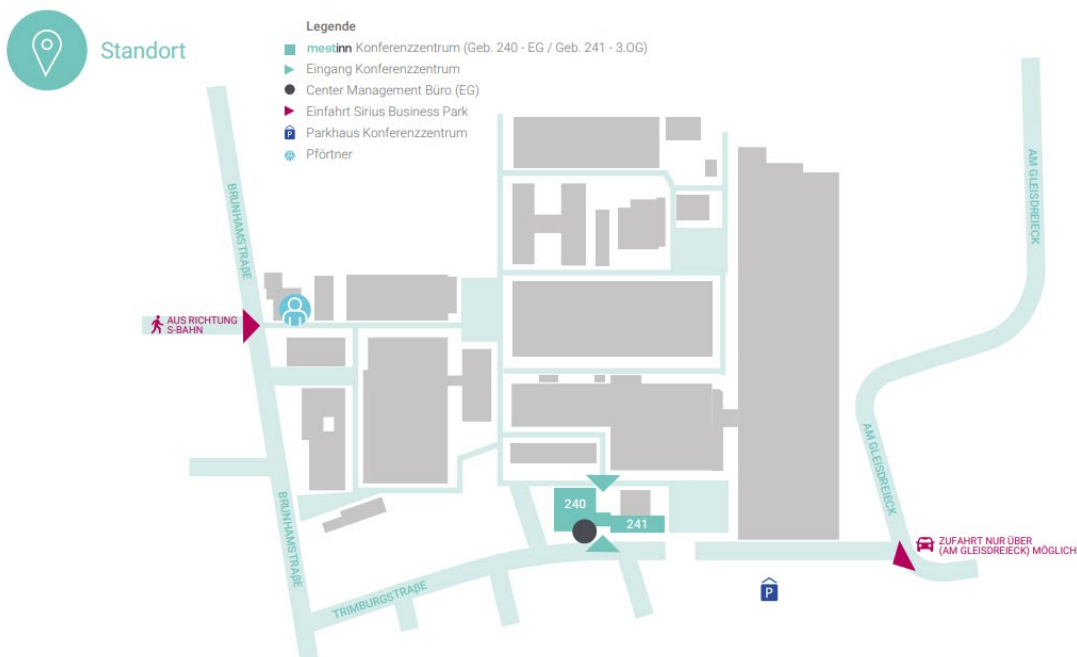 Standort
Legende
meetinn Konferenzzentrum (Geb. 240 - EG / Geb. 241 - 3.OG)
Eingang Konferenzzentrum
Center Management Büro (EG)
Einfahrt Sirius Business Park
P Parkhaus Konferenzzentrum
Pförtner
BRUNHAMSTRAßE
AM GLEISDREIECK
AUS RICHTUNG
S-BAHN
AM GLEISDREIECK
BRUNHAMSTRAßE
240
241
ZUFAHRT NUR ÜBER
(AM GLEISDREIECK) MÖGLICH
TRIMBURGSTRAßE
P